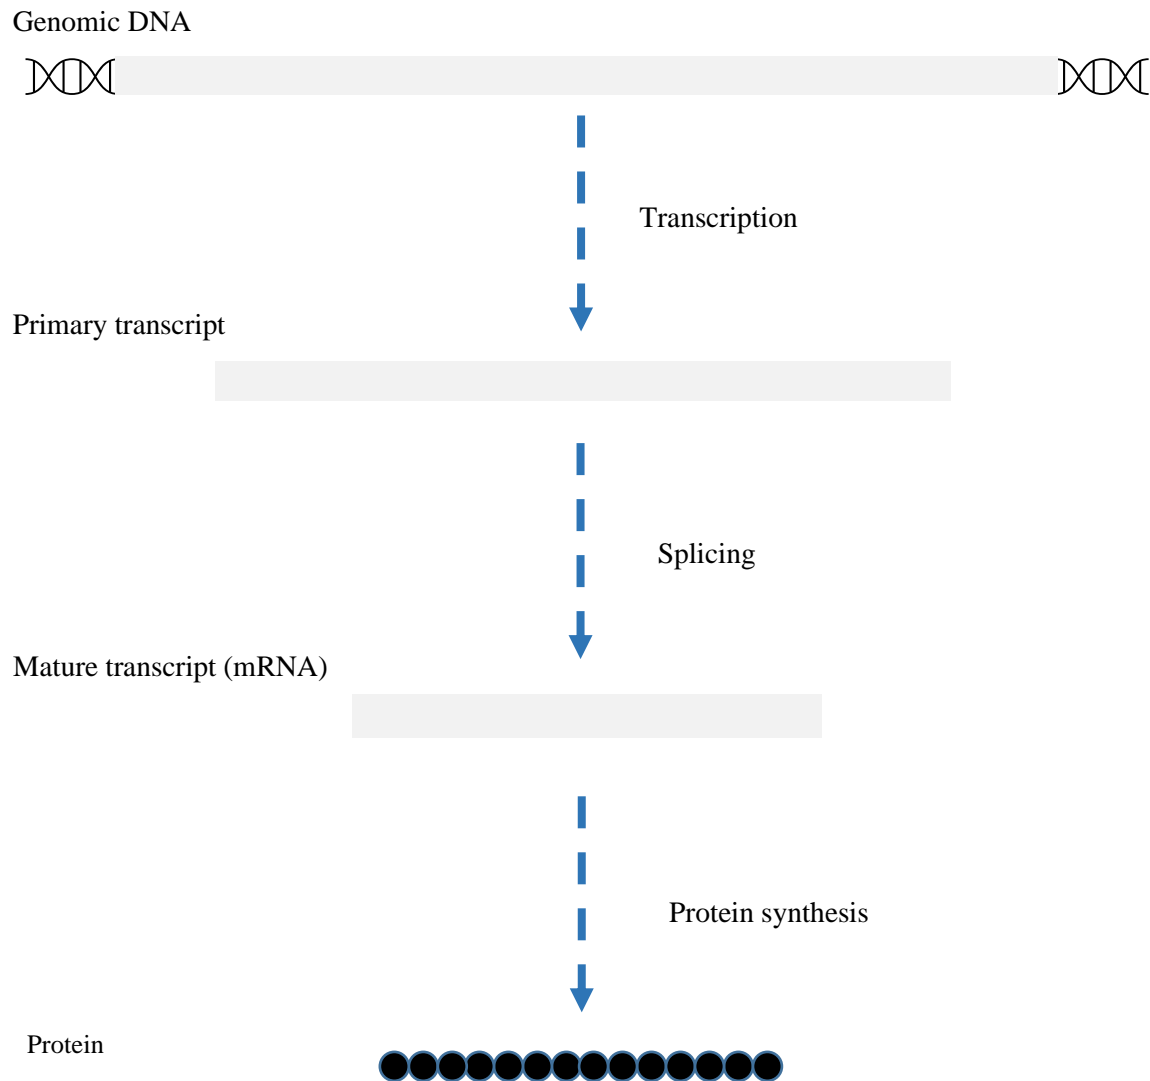 Genomic DNA
Transcription
Primary transcript
Splicing
Mature transcript (mRNA)
Protein synthesis
Protein